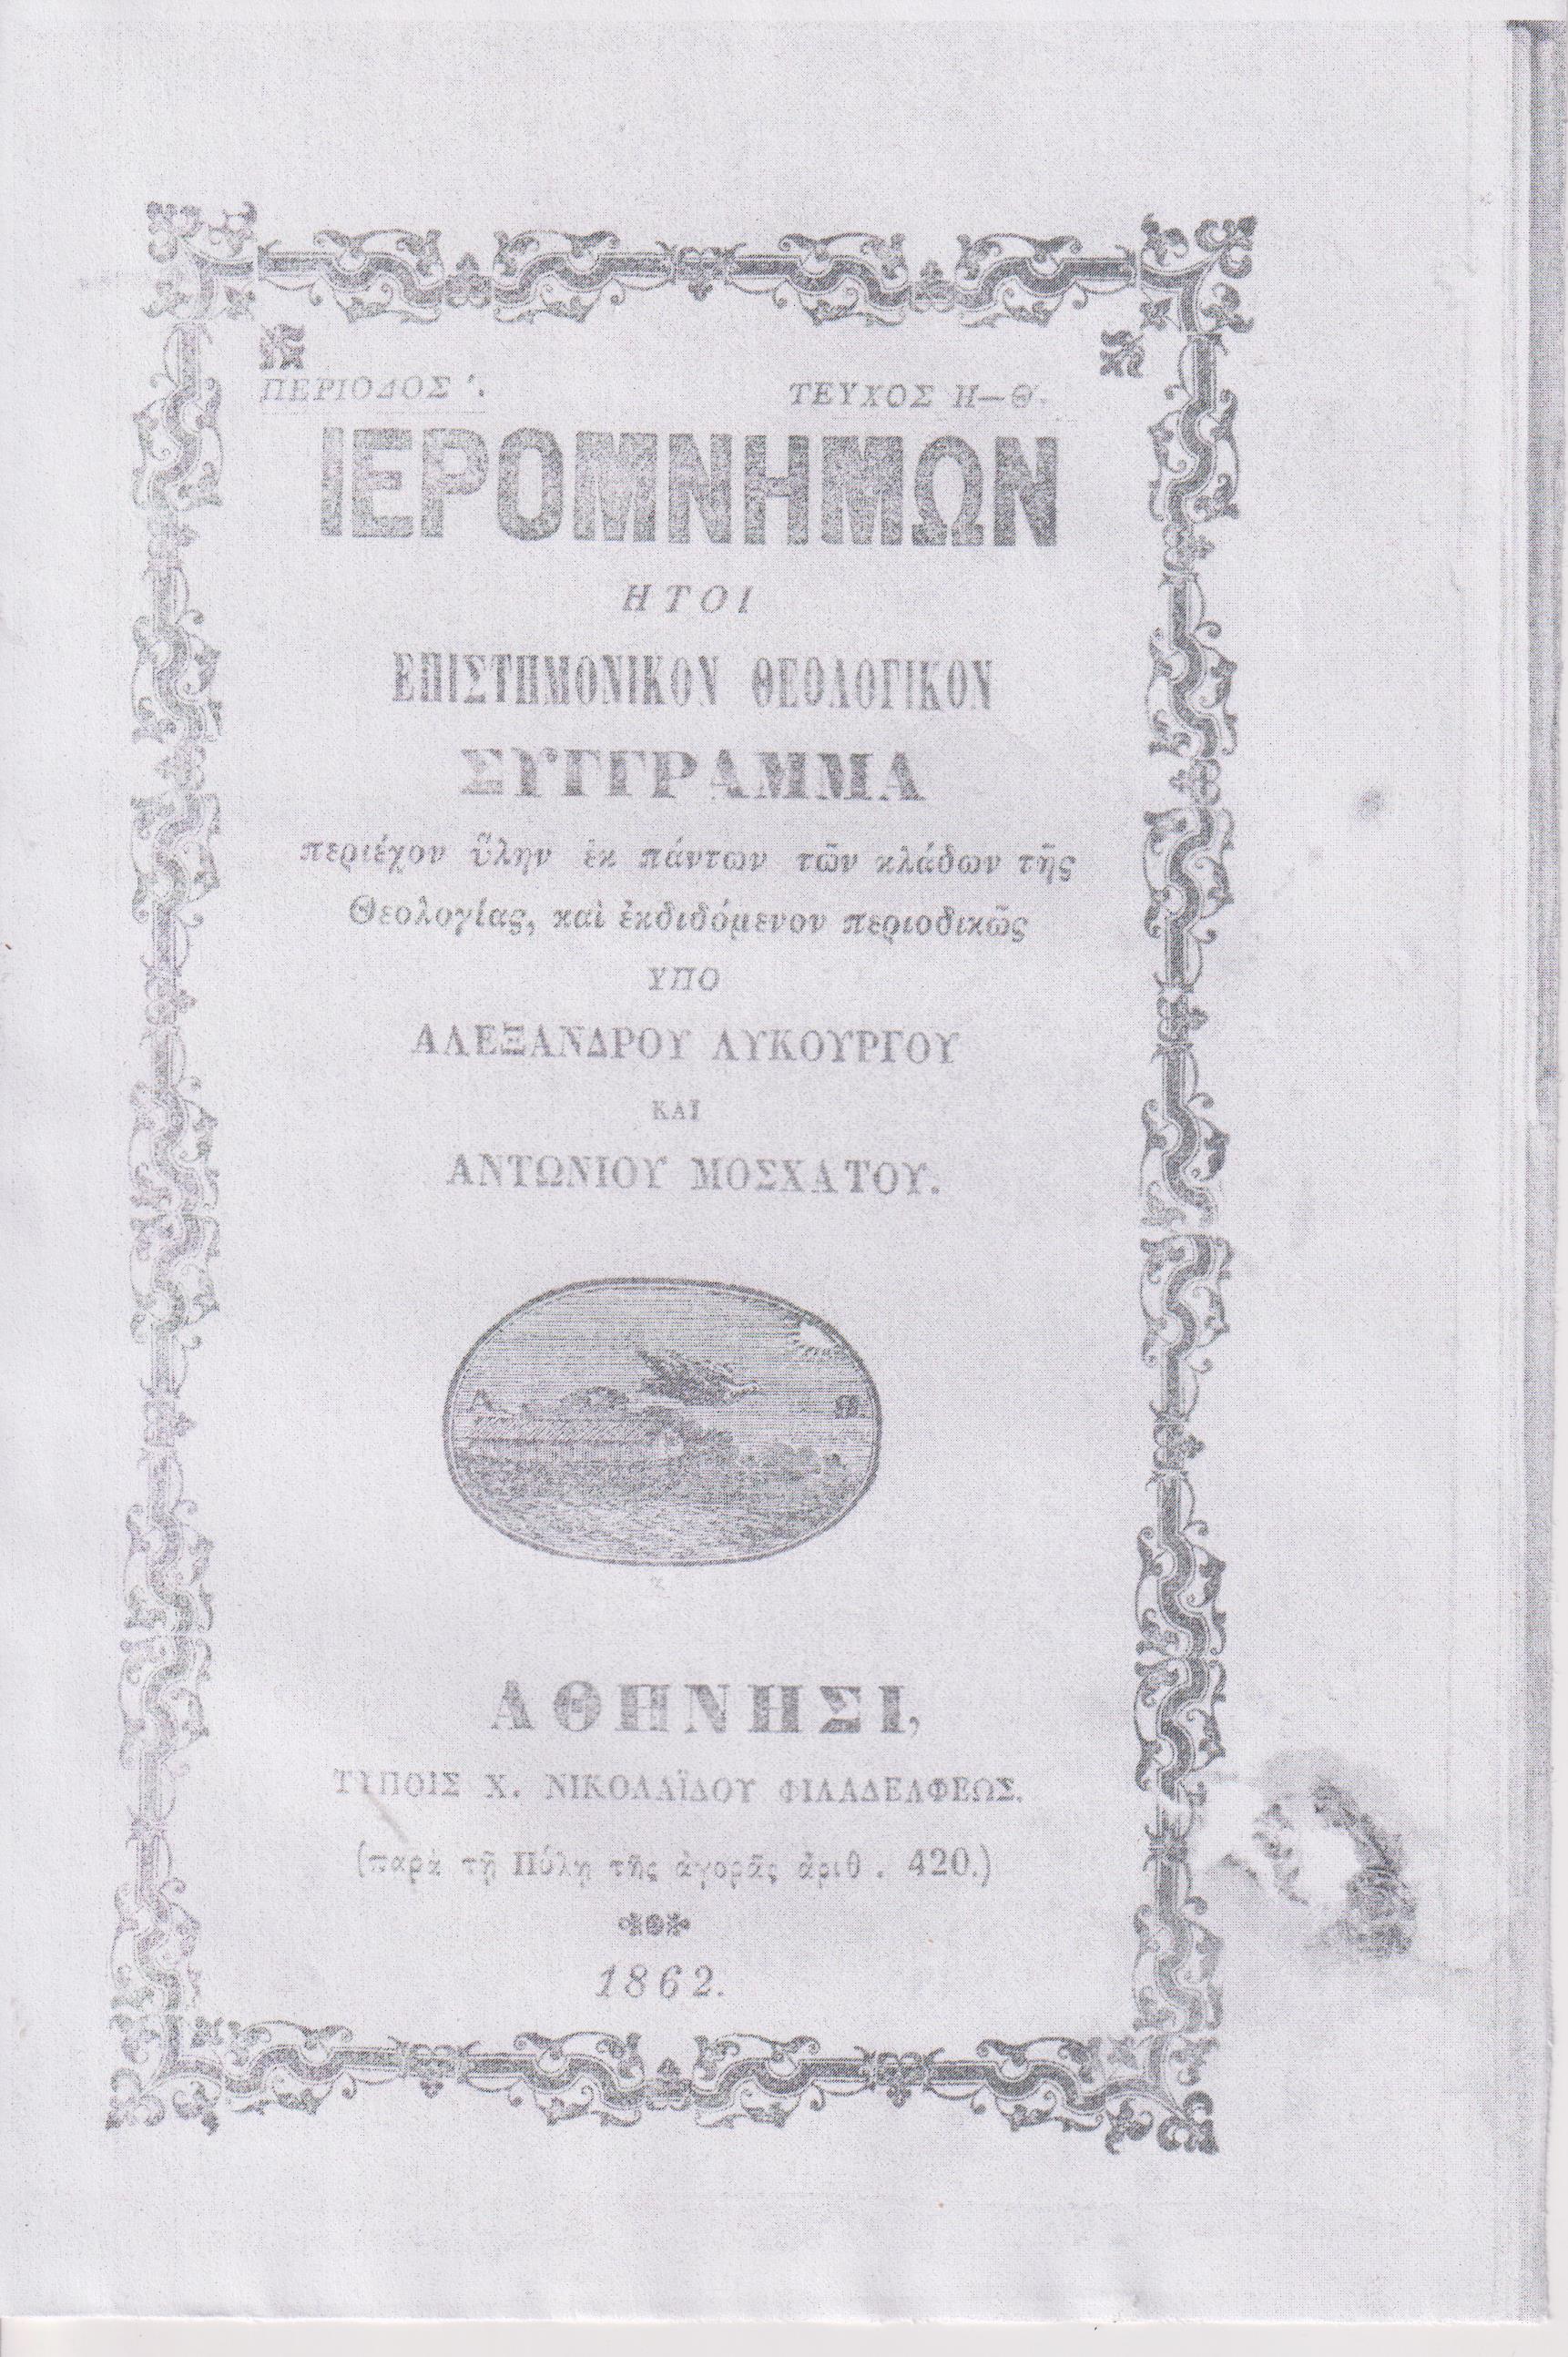 ΠΕΡΙΟΔΟΣ '. ΤΕΥΧΟΣ Η—Θ'.
ΙΕΡΟΜΝΗΜΩΝ
ΗΤΟΙ
ΕΠΙΣΤΗΜΟΝΙΚΟΝ ΘΕΟΛΟΓΙΚΟΝ
ΣΥΓΓΡΑΜΜΑ
περιέχον ὕλην ἐκ πάντων τῶν κλάδων τῆς
Θεολογίας, καὶ ἐκδιδόμενον περιοδικῶς
ΥΠΟ
ΑΛΕΞΑΝΔΡΟΥ ΛΥΚΟΥΡΓΟΥ
ΚΑΙ
ΑΝΤΩΝΙΟΥ ΜΟΣΧΑΤΟΥ.
Α Ω.
ΑΘΗΝΗΣΙ,
ΤΥΠΟΙΣ Χ. ΝΙΚΟΛΑΪΔΟΥ ΦΙΛΑΔΕΛΦΕΩΣ.
(παρὰ τῇ Πύλῃ τῆς ἀγορᾶς ἀριθ. 420.)
1862.